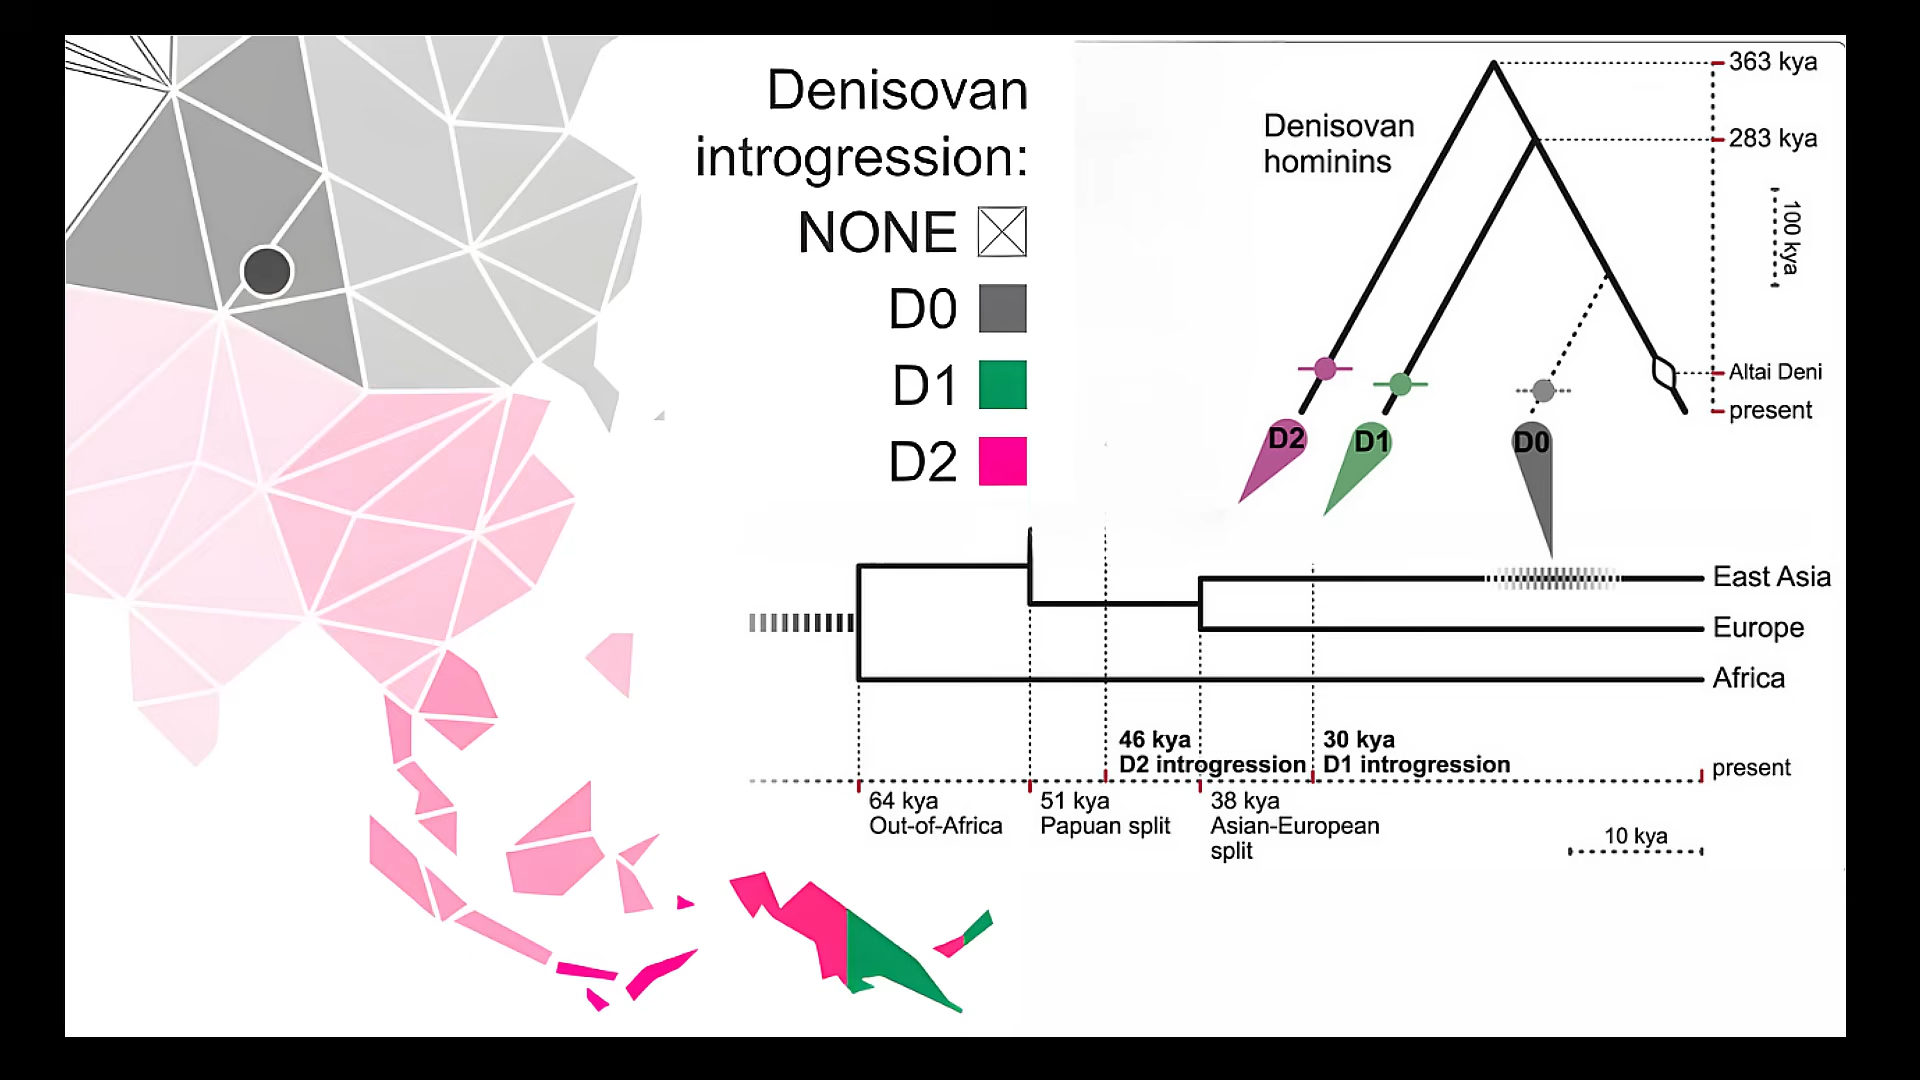 Denisovan
introgression:
NONE
D0
D1
D2
Denisovan
hominins
363 kya
283 kya
100 kya
Altai Deni
present
D2
D1
D0
East Asia
Europe
Africa
46 kya
D2 introgression
30 kya
D1 introgression
present
64 kya
Out-of-Africa
51 kya
Papuan split
38 kya
Asian-European
split
10 kya